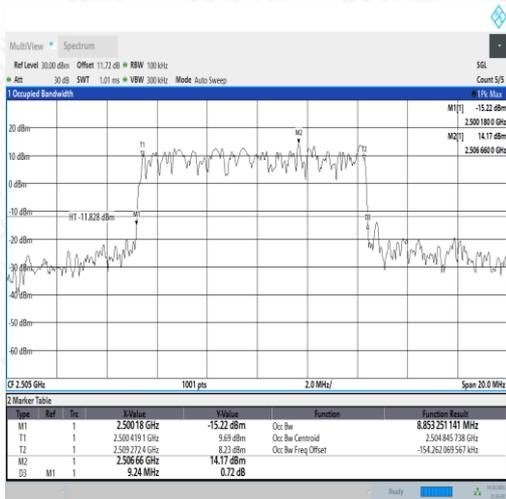 MultiView Spectrum
Ref Level 30.00 dBm Offset 11.72 dB RBW 100 kHz SGL
Att 30 dB SWT 1.01 ms VBW 300 kHz Mode Auto Sweep Count 5/5
1 Occupied Bandwidth 1Pk Max
M1[1] -15.22 dBm
2.500 180 0 GHz
M2[1] 14.17 dBm
2.506 660 0 GHz
20 dBm
M2
T1 T2
10 dBm
0 dBm
-10 dBm
H1 -11.828 dBm M1 D3
-20 dBm
-30 dBm
-40 dBm
-50 dBm
-60 dBm
CF 2.505 GHz 1001 pts 2.0 MHz/ Span 20.0 MHz
2 Marker Table
Type Ref Trc X-Value Y-Value Function Function Result
M1 1 2.50018 GHz -15.22 dBm Occ Bw 8.853 251 141 MHz
T1 1 2.500 419 1 GHz 9.69 dBm Occ Bw Centroid 2.504 845 738 GHz
T2 1 2.509 272 4 GHz 8.23 dBm Occ Bw Freq Offset -154.262 069 567 kHz
M2 1 2.506 66 GHz 14.17 dBm
D3 M1 1 9.24 MHz 0.72 dB
Ready